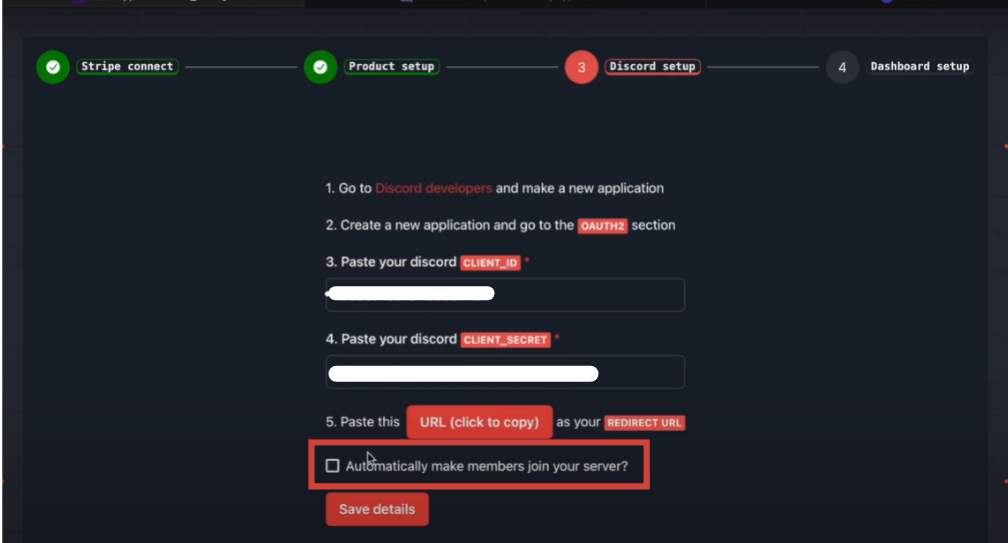 Stripe connect
Product setup
3 Discord setup
4 Dashboard setup
1. Go to Discord developers and make a new application
2. Create a new application and go to the OAUTH2 section
3. Paste your discord CLIENT_ID *
4. Paste your discord CLIENT_SECRET *
5. Paste this URL (click to copy) as your REDIRECT URL
Automatically make members join your server?
Save details